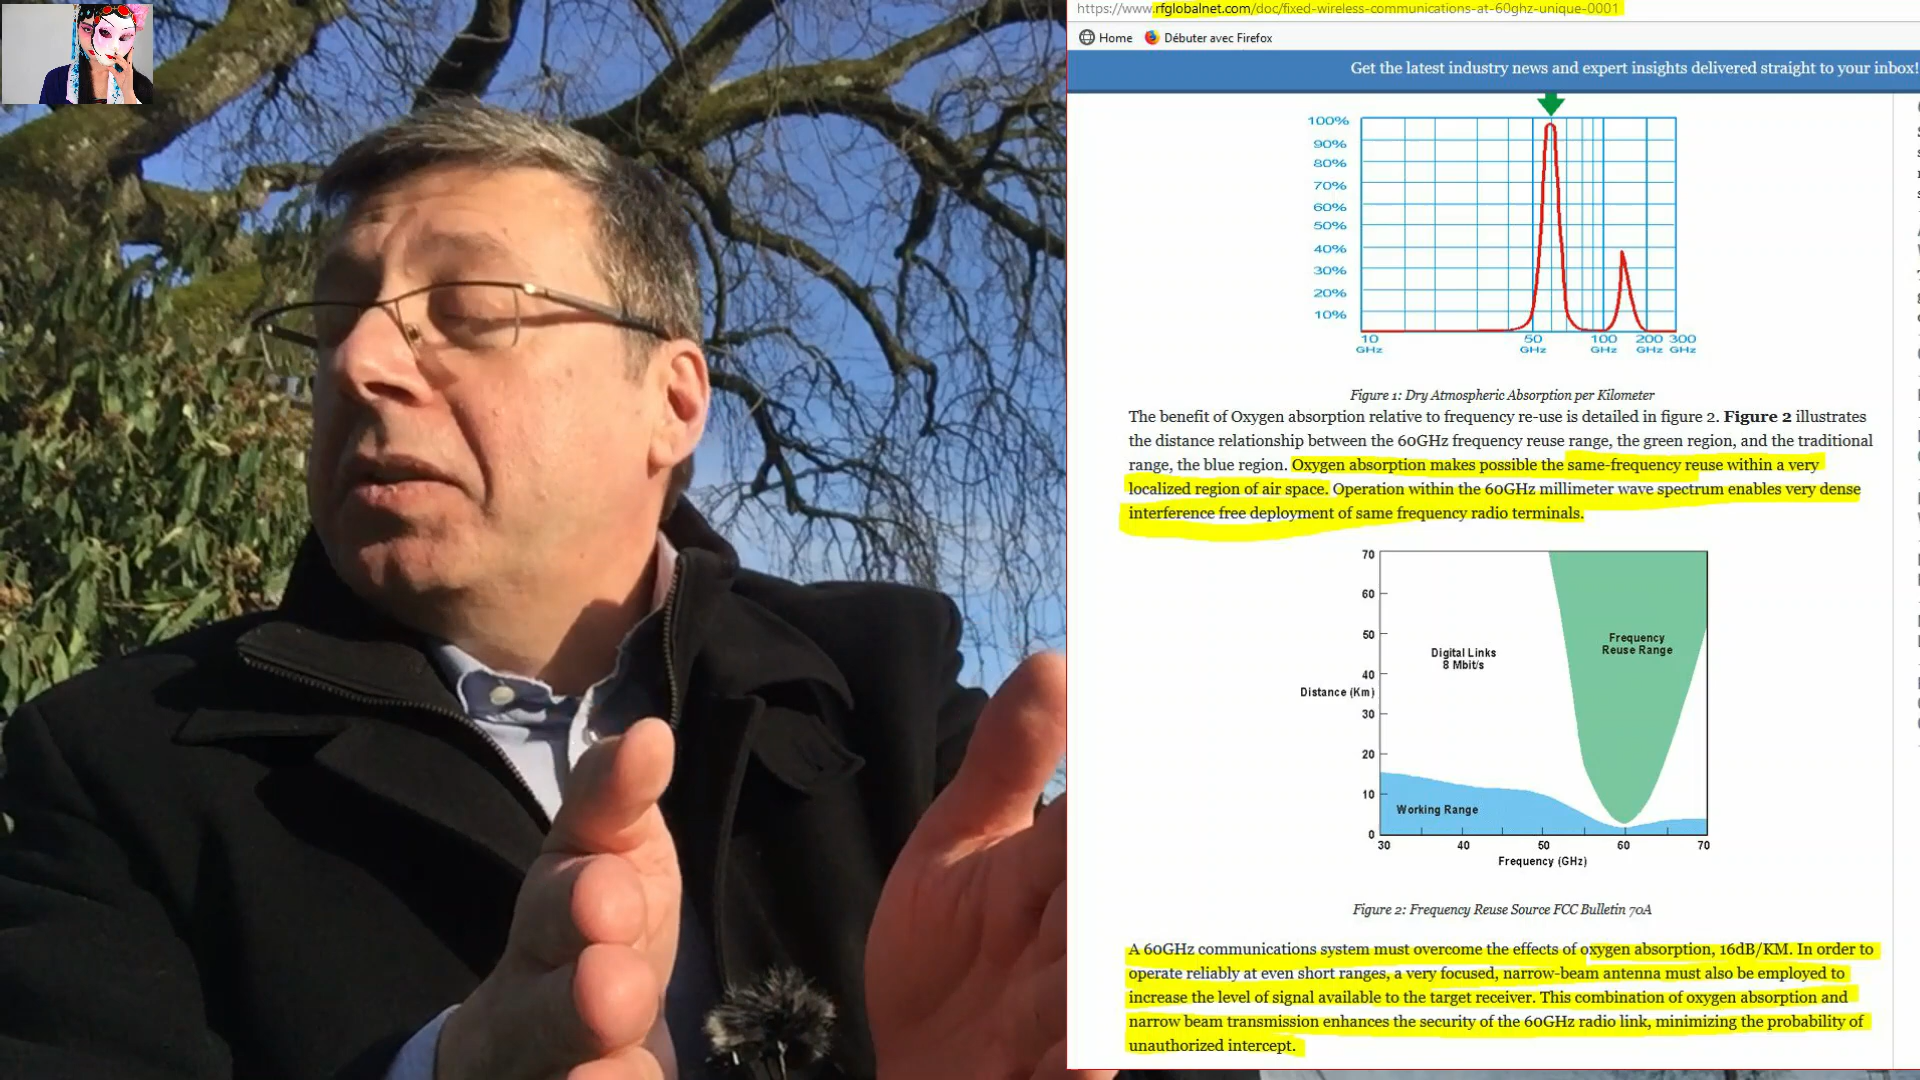 https://www.rfglobalnet.com/doc/fixed-wireless-communications-at-60ghz-unique-0001
Home Débuter avec Firefox
Get the latest industry news and expert insights delivered straight to your inbox!
100%
90%
80%
70%
60%
50%
40%
30%
20%
10%
10 50 100 200 300
GHz GHz GHz GHz GHz
Figure 1: Dry Atmospheric Absorption per Kilometer
The benefit of Oxygen absorption relative to frequency re-use is detailed in figure 2. Figure 2 illustrates
the distance relationship between the 60GHz frequency reuse range, the green region, and the traditional
range, the blue region. Oxygen absorption makes possible the same-frequency reuse within a very
localized region of air space. Operation within the 60GHz millimeter wave spectrum enables very dense
interference free deployment of same frequency radio terminals.
70
60
50
40
30
20
10
0
Distance (Km)
Digital Links
8 Mbit/s
Frequency
Reuse Range
Working Range
30 40 50 60 70
Frequency (GHz)
Figure 2: Frequency Reuse Source FCC Bulletin 70A
A 60GHz communications system must overcome the effects of oxygen absorption, 16dB/KM. In order to
operate reliably at even short ranges, a very focused, narrow-beam antenna must also be employed to
increase the level of signal available to the target receiver. This combination of oxygen absorption and
narrow beam transmission enhances the security of the 60GHz radio link, minimizing the probability of
unauthorized intercept.